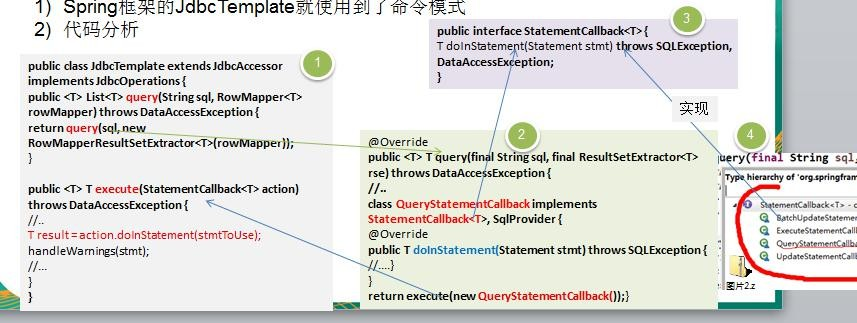 1) Spring框架的JdbcTemplate就使用到了命令模式
2) 代码分析
1
public class JdbcTemplate extends JdbcAccessor
implements JdbcOperations {
public <T> List<T> query(String sql, RowMapper<T>
rowMapper) throws DataAccessException {
return query(sql, new
RowMapperResultSetExtractor<T>(rowMapper));
}
public <T> T execute(StatementCallback<T> action)
throws DataAccessException {
//..
T result = action.doInStatement(stmtToUse);
handleWarnings(stmt);
//...
}
}
2
@Override
public <T> T query(final String sql, final ResultSetExtractor<T>
rse) throws DataAccessException {
//..
class QueryStatementCallback implements
StatementCallback<T>, SqlProvider {
@Override
public T doInStatement(Statement stmt) throws SQLException {
//....}
}
return execute(new QueryStatementCallback());}
3
public interface StatementCallback<T> {
T doInStatement(Statement stmt) throws SQLException,
DataAccessException;
}
实现
4
query(final String sql,
Type hierarchy of 'org.springfram
StatementCallback<T> - o
BatchUpdateStateme
ExecuteStatementCall
QueryStatementCallba
UpdateStatementCall
图片2.z